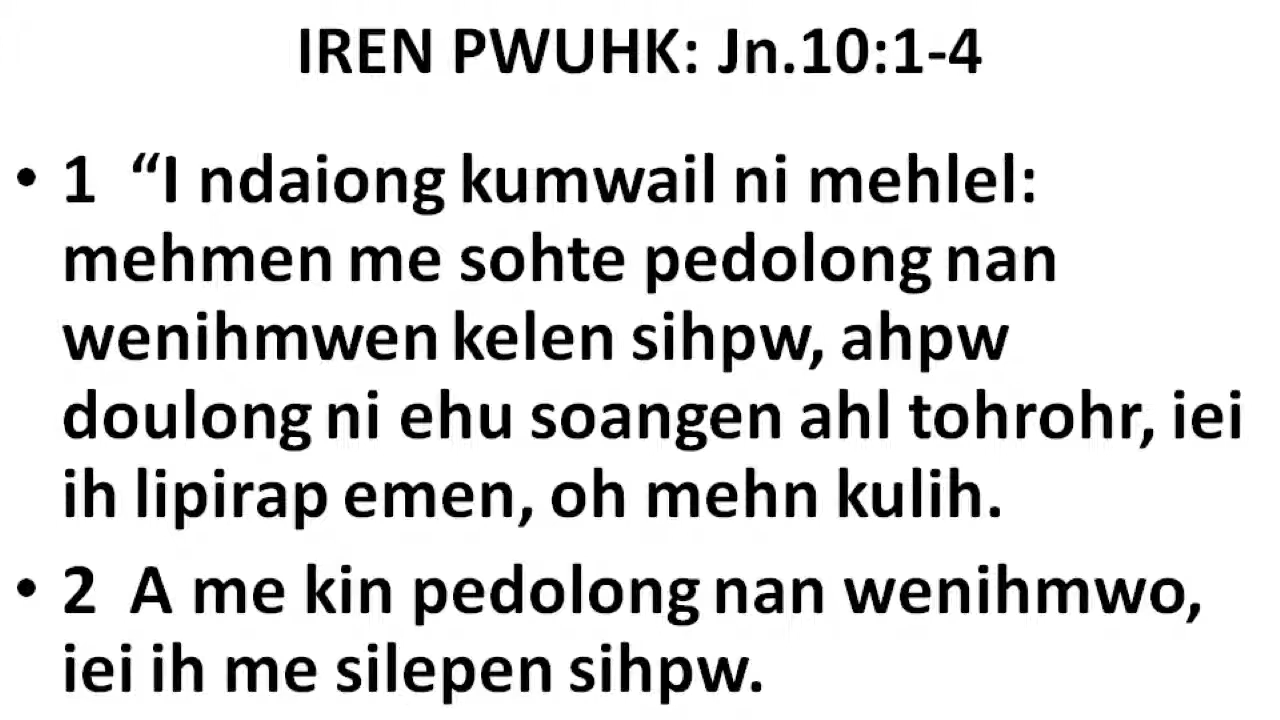 IREN PWUHK: Jn.10:1-4
• 1 “I ndaiong kumwail ni mehlel:
mehmen me sohte pedolong nan
wenihmwen kelen sihpw, ahpw
doulong ni ehu soangen ahl tohrohr, iei
ih lipirap emen, oh mehn kulih.
• 2 A me kin pedolong nan wenihmwo,
iei ih me silepen sihpw.